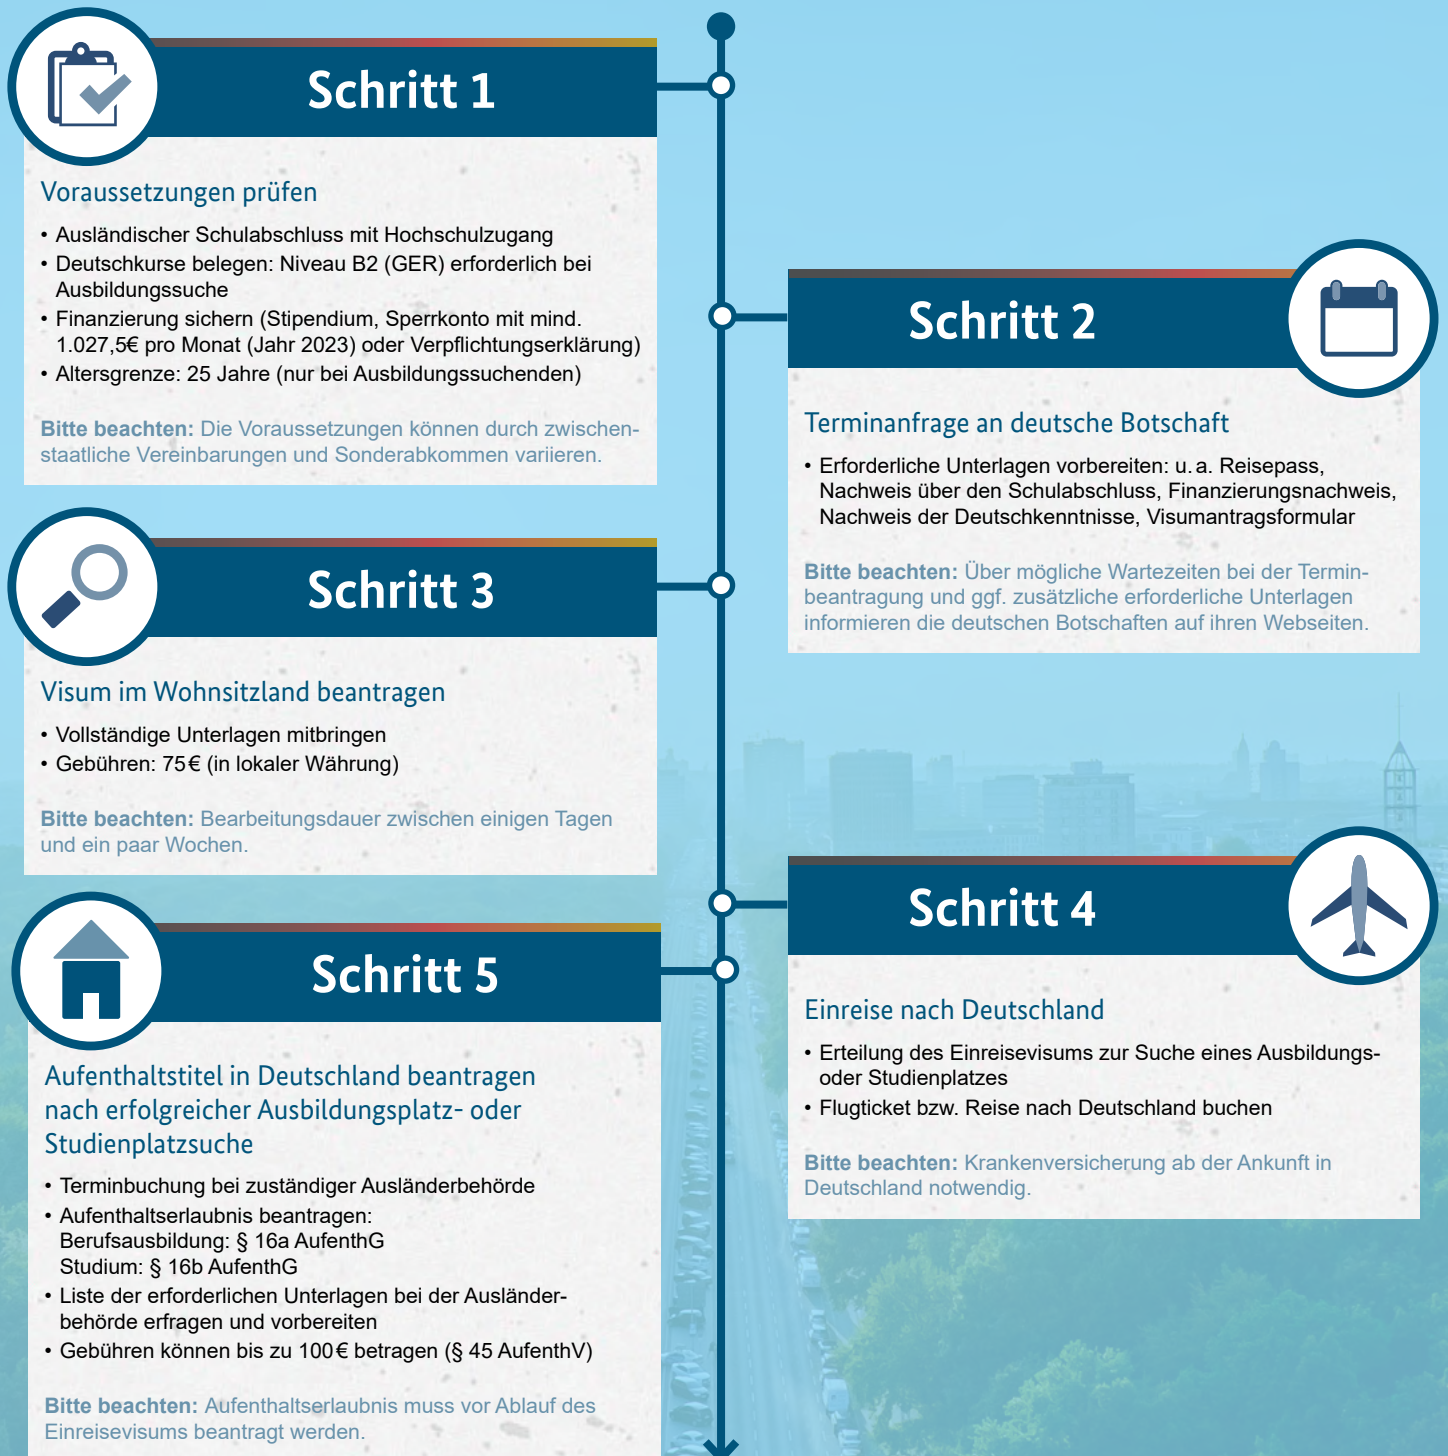 Schritt 1
Voraussetzungen prüfen
• Ausländischer Schulabschluss mit Hochschulzugang
• Deutschkurse belegen: Niveau B2 (GER) erforderlich bei
Ausbildungssuche
• Finanzierung sichern (Stipendium, Sperrkonto mit mind.
1.027,5€ pro Monat (Jahr 2023) oder Verpflichtungserklärung)
• Altersgrenze: 25 Jahre (nur bei Ausbildungssuchenden)
Bitte beachten: Die Voraussetzungen können durch zwischen-
staatliche Vereinbarungen und Sonderabkommen variieren.
Schritt 2
Terminanfrage an deutsche Botschaft
• Erforderliche Unterlagen vorbereiten: u. a. Reisepass,
Nachweis über den Schulabschluss, Finanzierungsnachweis,
Nachweis der Deutschkenntnisse, Visumantragsformular
Bitte beachten: Über mögliche Wartezeiten bei der Termin-
beantragung und ggf. zusätzliche erforderliche Unterlagen
informieren die deutschen Botschaften auf ihren Webseiten.
Schritt 3
Visum im Wohnsitzland beantragen
• Vollständige Unterlagen mitbringen
• Gebühren: 75 € (in lokaler Währung)
Bitte beachten: Bearbeitungsdauer zwischen einigen Tagen
und ein paar Wochen.
Schritt 4
Einreise nach Deutschland
• Erteilung des Einreisevisums zur Suche eines Ausbildungs-
oder Studienplatzes
• Flugticket bzw. Reise nach Deutschland buchen
Bitte beachten: Krankenversicherung ab der Ankunft in
Deutschland notwendig.
Schritt 5
Aufenthaltstitel in Deutschland beantragen
nach erfolgreicher Ausbildungsplatz- oder
Studienplatzsuche
• Terminbuchung bei zuständiger Ausländerbehörde
• Aufenthaltserlaubnis beantragen:
Berufsausbildung: § 16a AufenthG
Studium: § 16b AufenthG
• Liste der erforderlichen Unterlagen bei der Ausländer-
behörde erfragen und vorbereiten
• Gebühren können bis zu 100 € betragen (§ 45 AufenthV)
Bitte beachten: Aufenthaltserlaubnis muss vor Ablauf des
Einreisevisums beantragt werden.